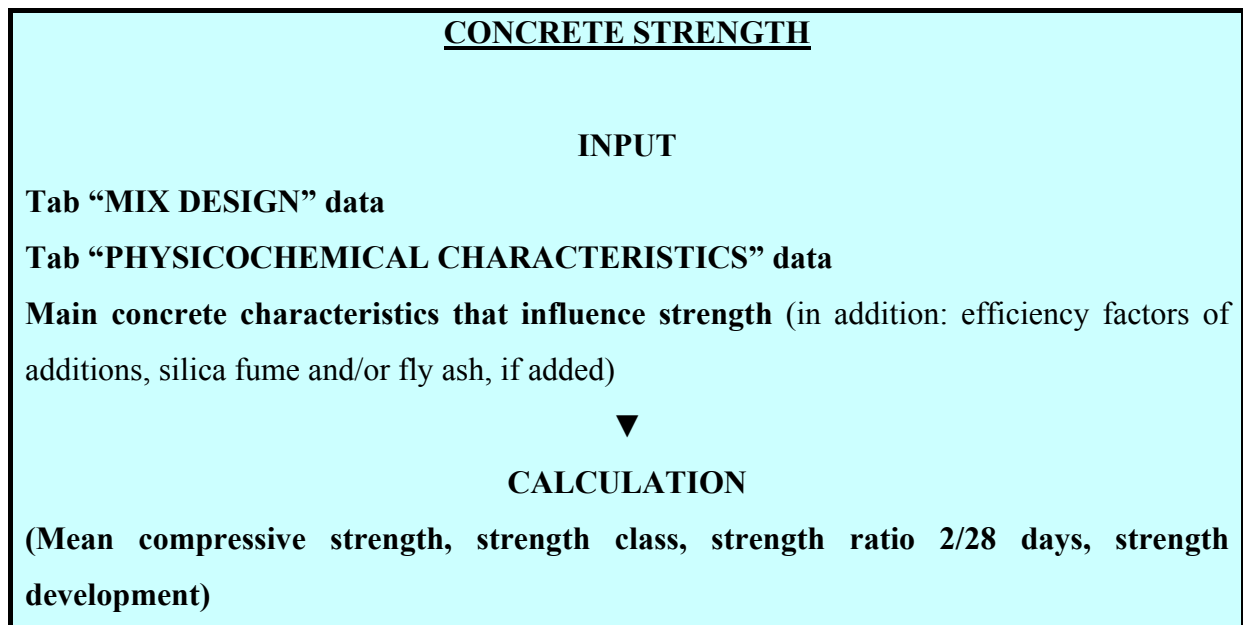 CONCRETE STRENGTH
INPUT
Tab “MIX DESIGN” data
Tab “PHYSICOCHEMICAL CHARACTERISTICS” data
Main concrete characteristics that influence strength (in addition: efficiency factors of
additions, silica fume and/or fly ash, if added)
▼
CALCULATION
(Mean compressive strength, strength class, strength ratio 2/28 days, strength
development)